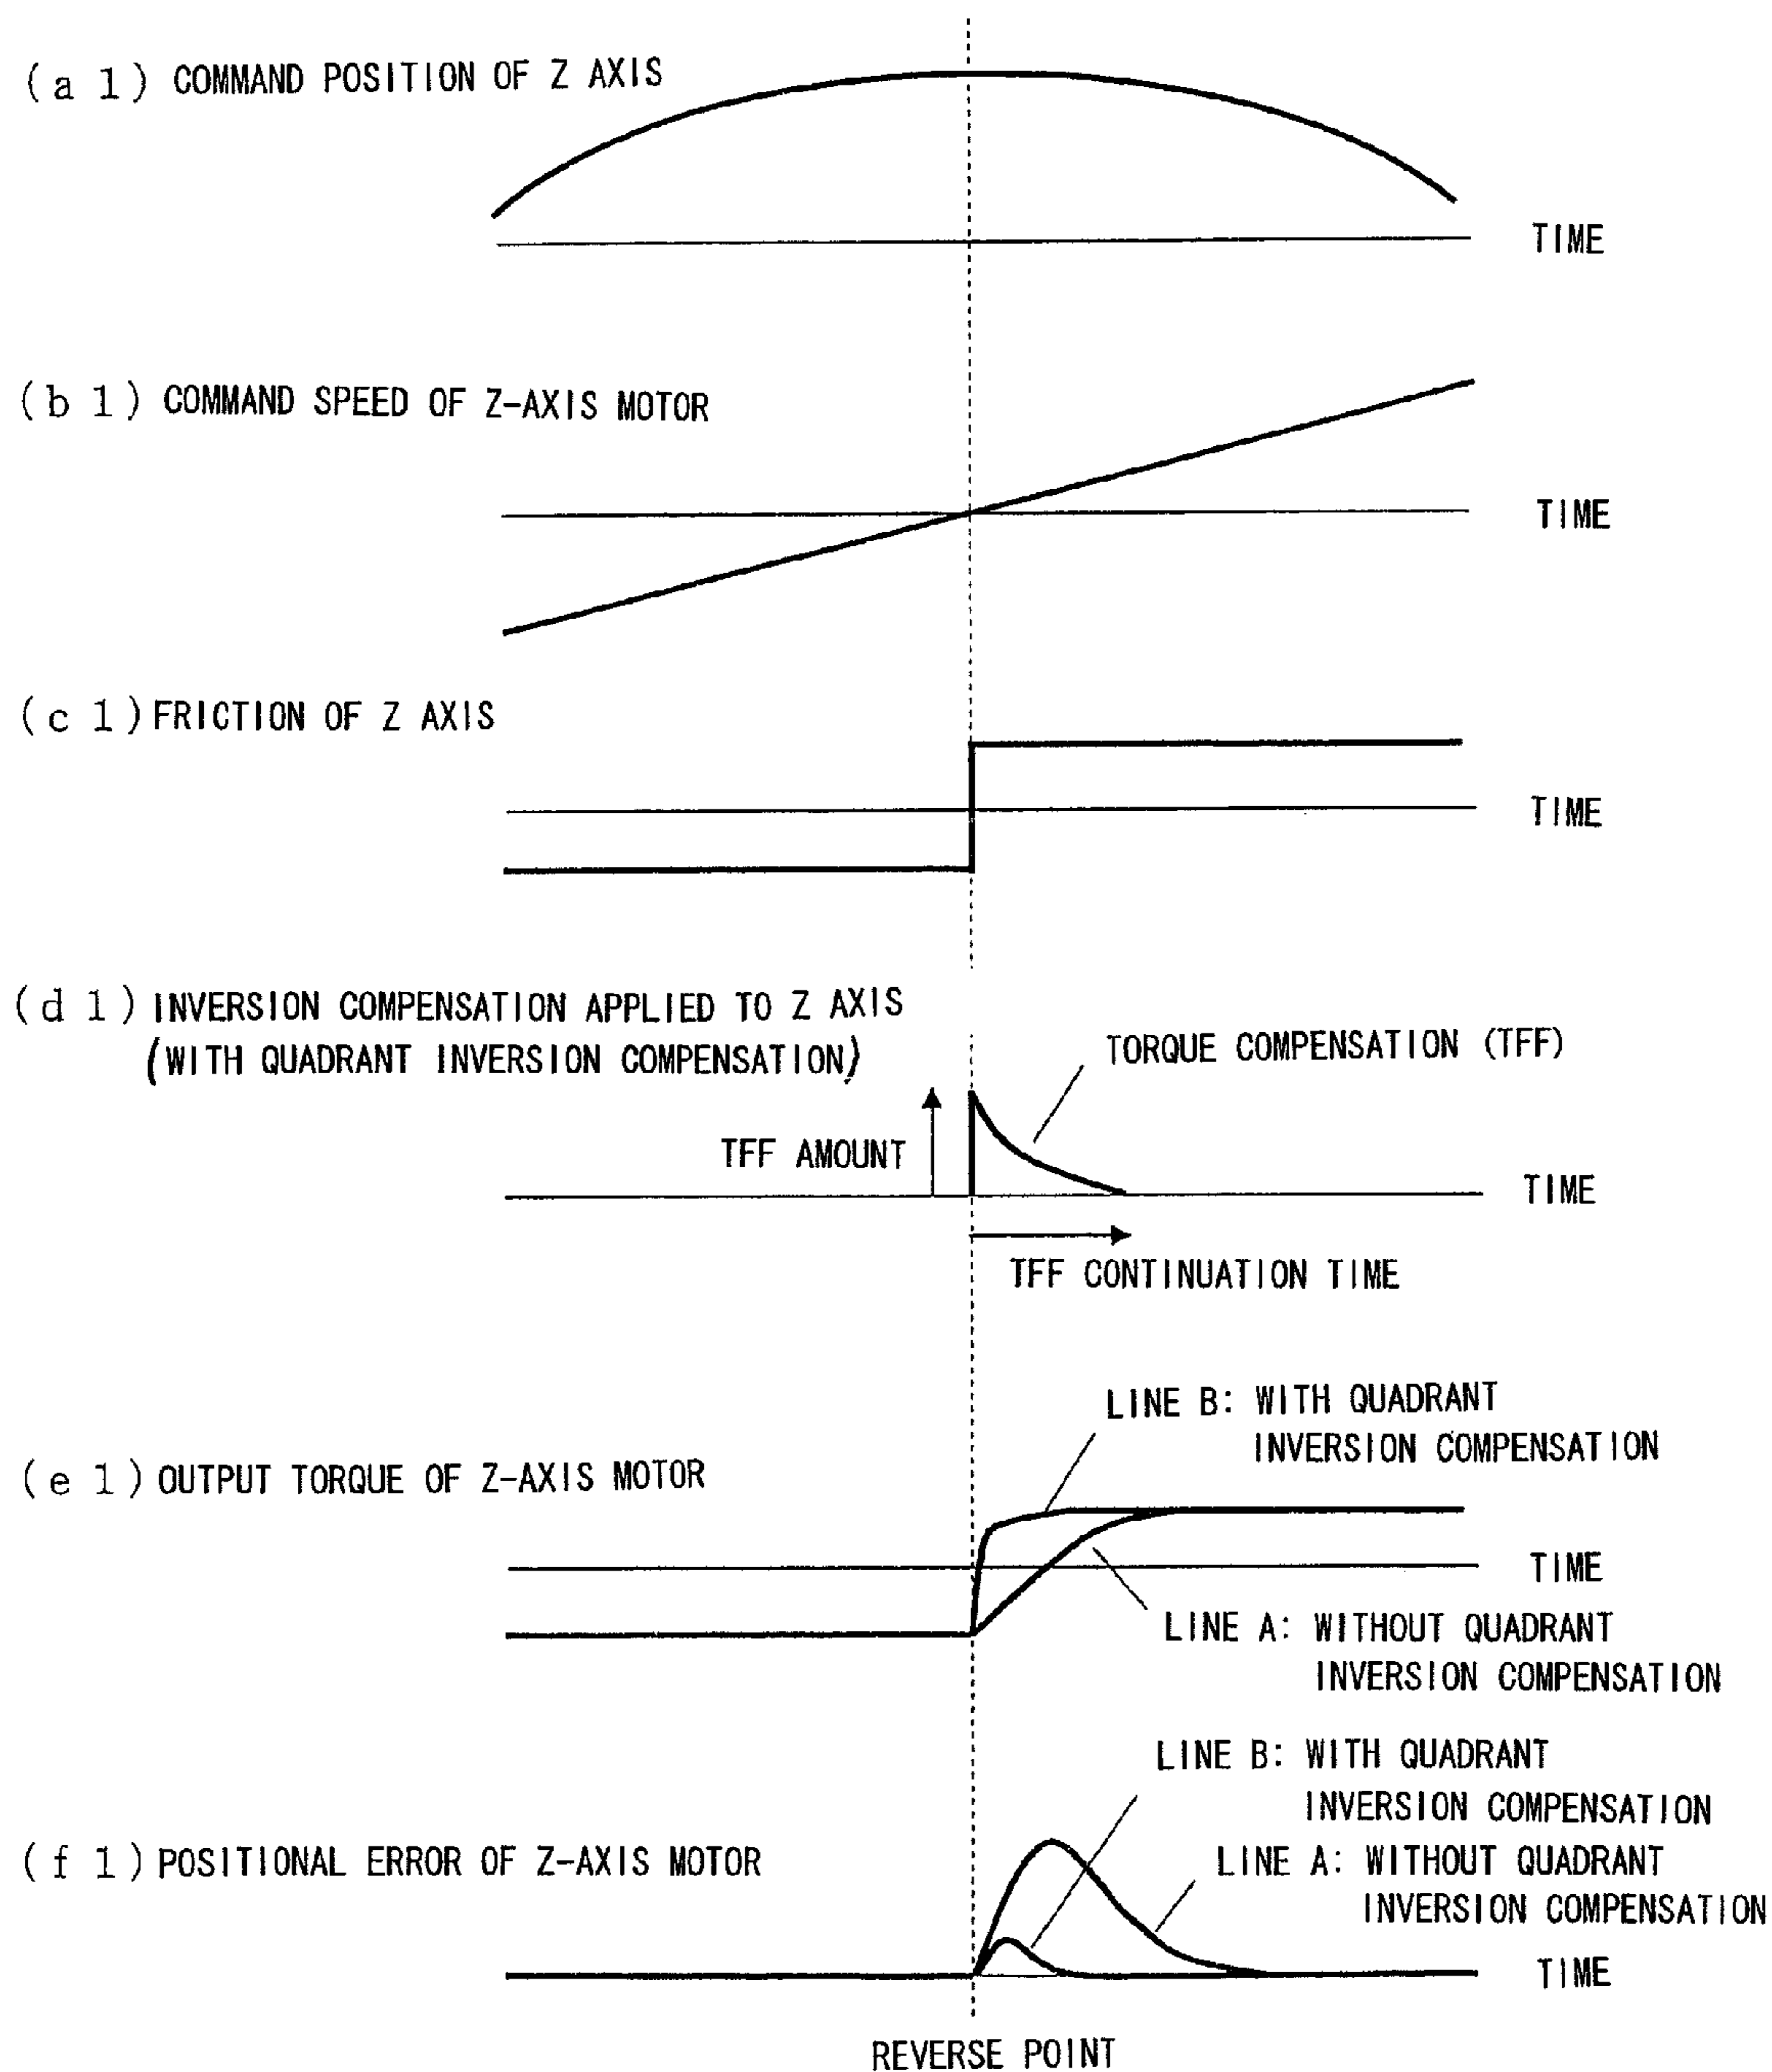 (a 1) COMMAND POSITION OF Z AXIS
TIME
(b 1) COMMAND SPEED OF Z-AXIS MOTOR
TIME
(c 1) FRICTION OF Z AXIS
TIME
(d 1) INVERSION COMPENSATION APPLIED TO Z AXIS
(WITH QUADRANT INVERSION COMPENSATION)
TORQUE COMPENSATION (TFF)
TFF AMOUNT
TIME
TFF CONTINUATION TIME
LINE B: WITH QUADRANT
INVERSION COMPENSATION
(e 1) OUTPUT TORQUE OF Z-AXIS MOTOR
TIME
LINE A: WITHOUT QUADRANT
INVERSION COMPENSATION
LINE B: WITH QUADRANT
INVERSION COMPENSATION
(f 1) POSITIONAL ERROR OF Z-AXIS MOTOR
LINE A: WITHOUT QUADRANT
INVERSION COMPENSATION
TIME
REVERSE POINT